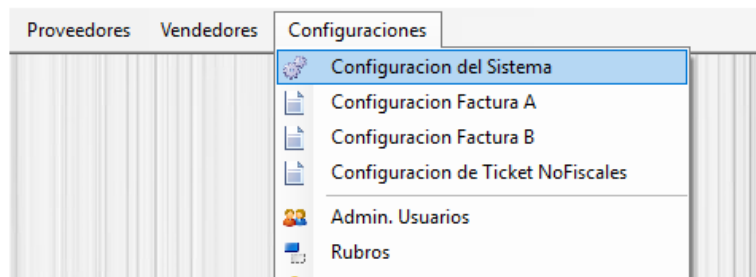 Proveedores Vendedores Configuraciones
Configuracion del Sistema
Configuracion Factura A
Configuracion Factura B
Configuracion de Ticket NoFiscales
Admin. Usuarios
Rubros